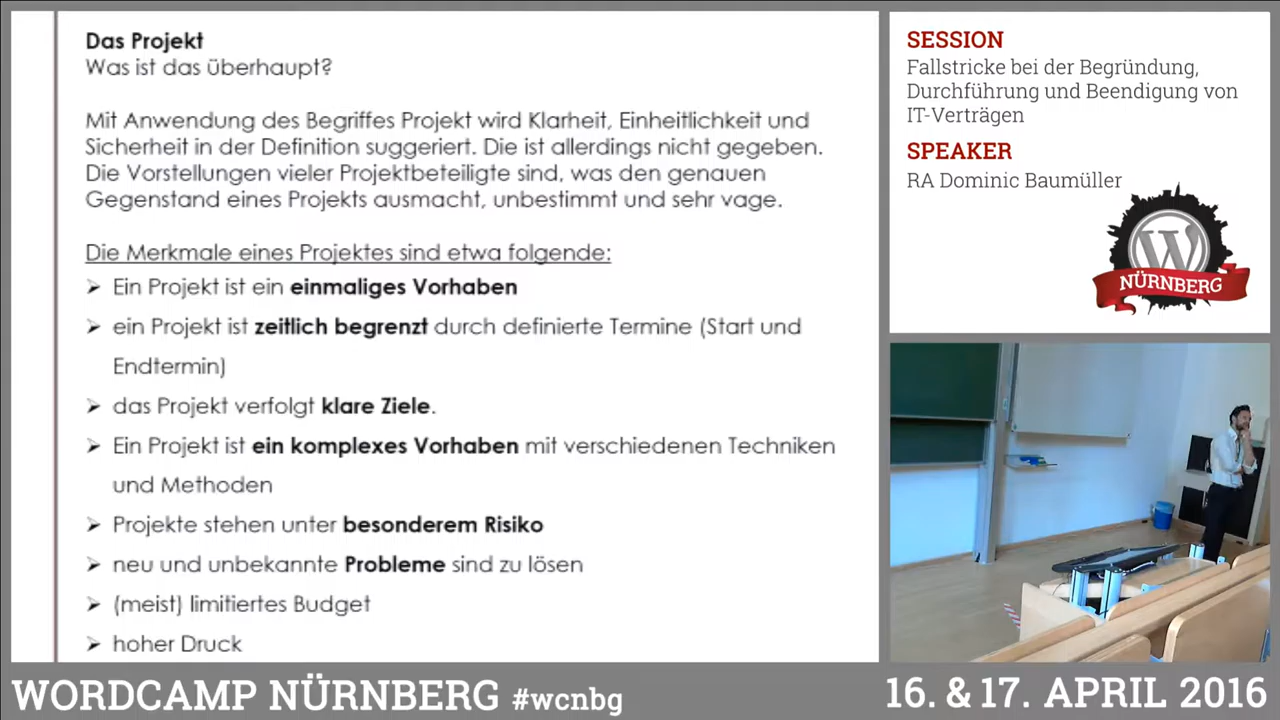 Das Projekt
Was ist das überhaupt?
Mit Anwendung des Begriffes Projekt wird Klarheit, Einheitlichkeit und
Sicherheit in der Definition suggeriert. Die ist allerdings nicht gegeben.
Die Vorstellungen vieler Projektbeteiligte sind, was den genauen
Gegenstand eines Projekts ausmacht, unbestimmt und sehr vage.
Die Merkmale eines Projektes sind etwa folgende:
➢ Ein Projekt ist ein einmaliges Vorhaben
➢ ein Projekt ist zeitlich begrenzt durch definierte Termine (Start und
Endtermin)
➢ das Projekt verfolgt klare Ziele.
➢ Ein Projekt ist ein komplexes Vorhaben mit verschiedenen Techniken
und Methoden
➢ Projekte stehen unter besonderem Risiko
➢ neu und unbekannte Probleme sind zu lösen
➢ (meist) limitiertes Budget
➢ hoher Druck
SESSION
Fallstricke bei der Begründung,
Durchführung und Beendigung von
IT-Verträgen
SPEAKER
RA Dominic Baumüller
W
NÜRNBERG
WORDCAMP NÜRNBERG #wcnbg
16. & 17. APRIL 2016